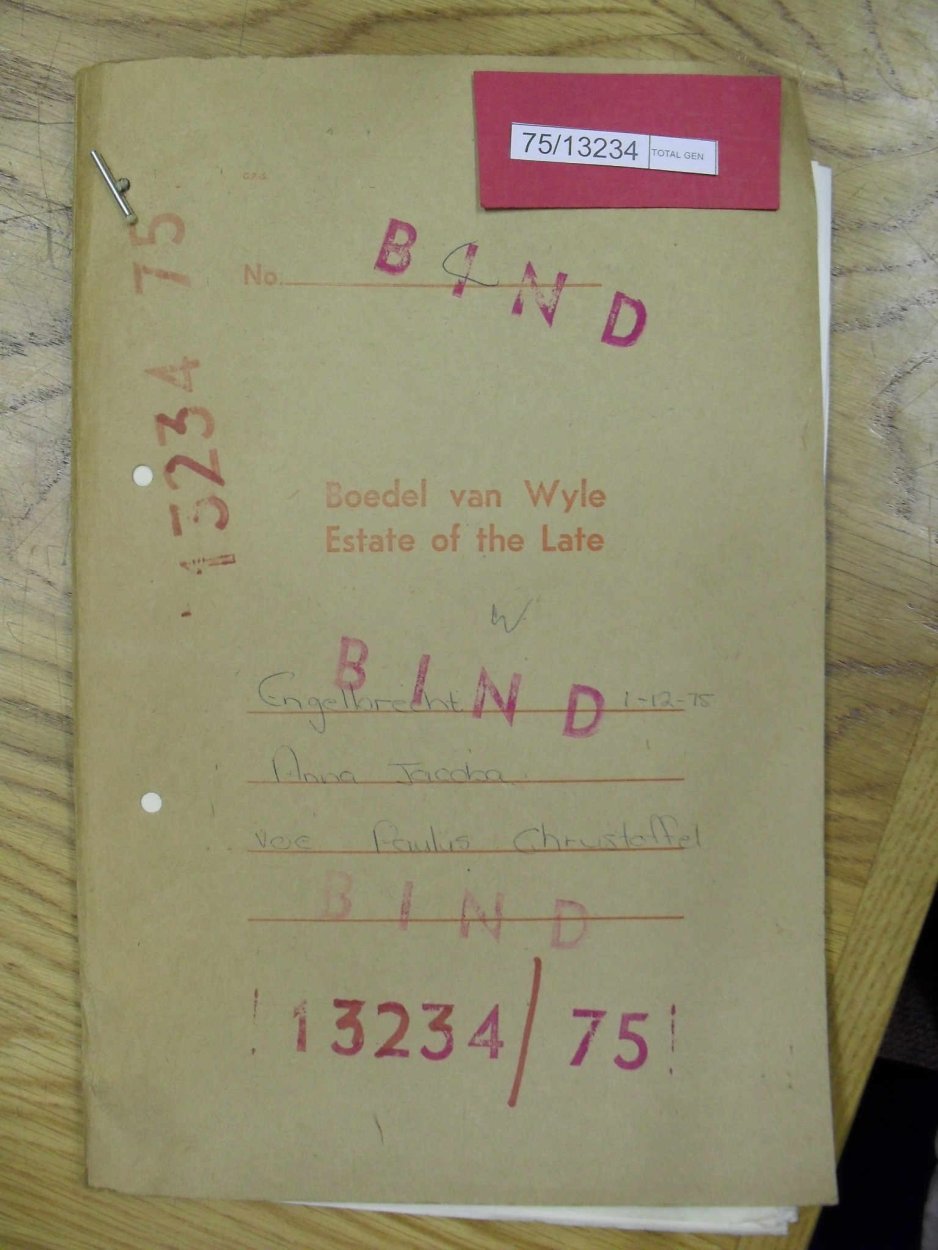 75/13234 TOTAL GEN
G.P.-S.
13234 75
No.
BIND
Boedel van Wyle
Estate of the Late
W
BIND
Engelbrecht 1-12-75
Anna Jacoba
voe Paulus Christoffel
BIND
13234/75